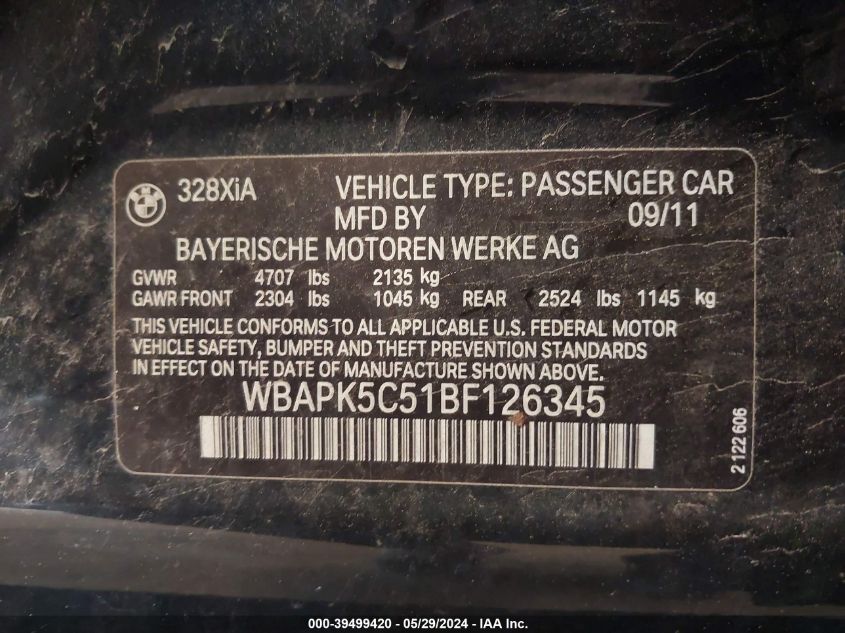 BMW
328XiA VEHICLE TYPE: PASSENGER CAR
MFD BY 09/11
BAYERISCHE MOTOREN WERKE AG
GVWR 4707 lbs 2135 kg
GAWR FRONT 2304 lbs 1045 kg REAR 2524 lbs 1145 kg
THIS VEHICLE CONFORMS TO ALL APPLICABLE U.S. FEDERAL MOTOR
VEHICLE SAFETY, BUMPER AND THEFT PREVENTION STANDARDS
IN EFFECT ON THE DATE OF MANUFACTURE SHOWN ABOVE.
WBAPK5C51BF126345
2 122 606
000-39499420 - 05/29/2024 - IAA Inc.